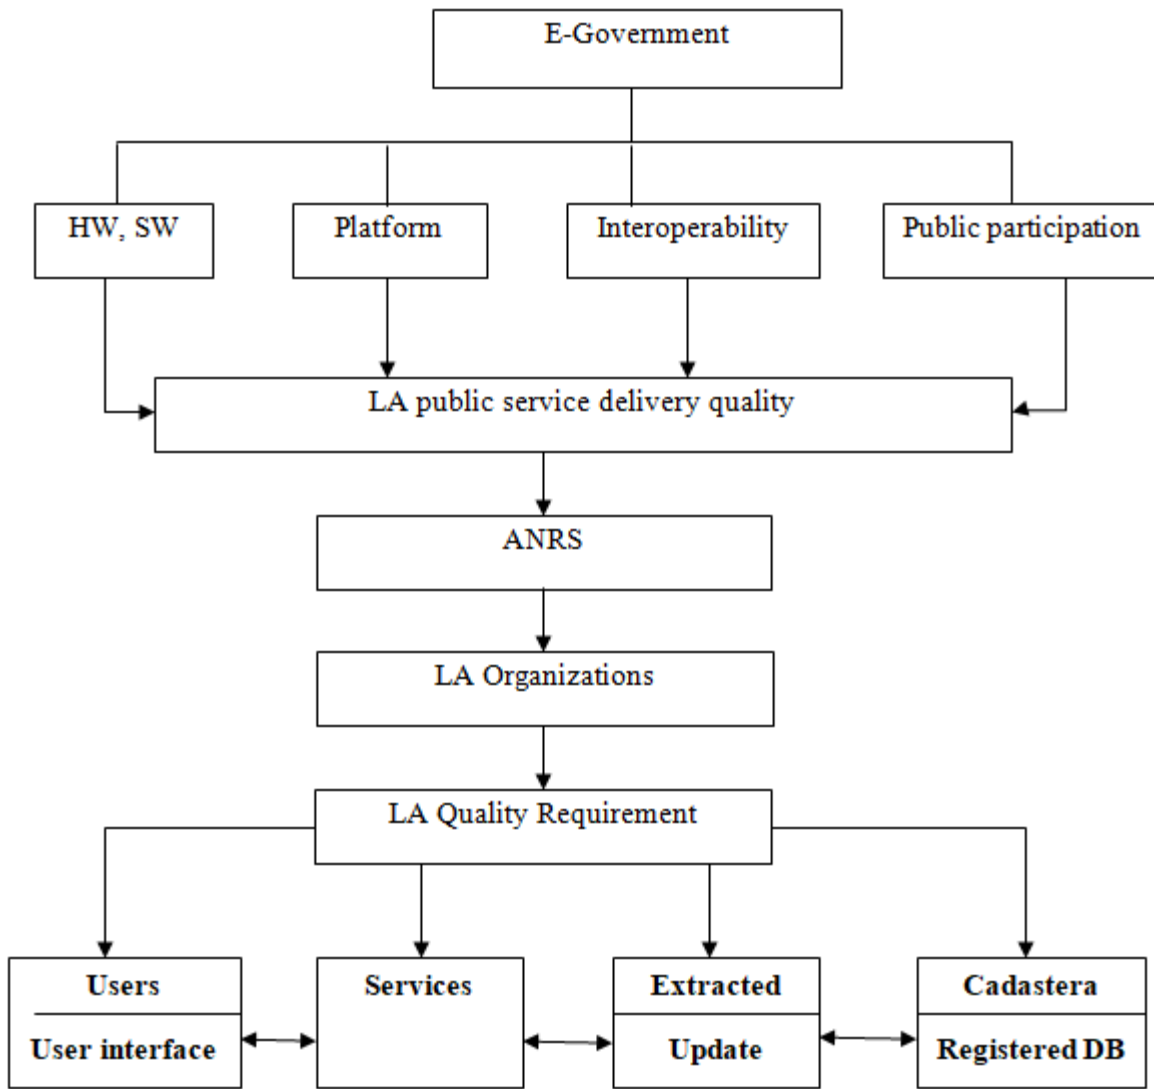 E-Government
HW, SW
Platform
Interoperability
Public participation
LA public service delivery quality
ANRS
LA Organizations
LA Quality Requirement
Users
Services
Extracted
Cadastera
User interface
Update
Registered DB